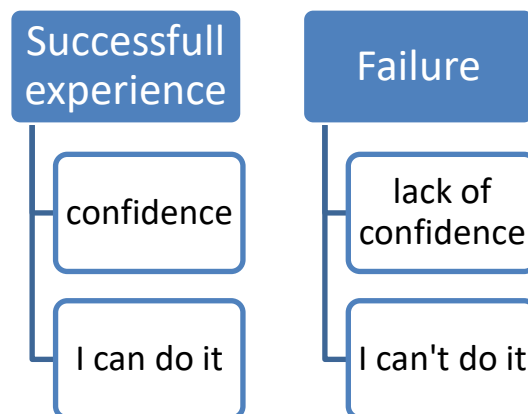 Successfull
experience
confidence
I can do it
Failure
lack of
confidence
I can't do it